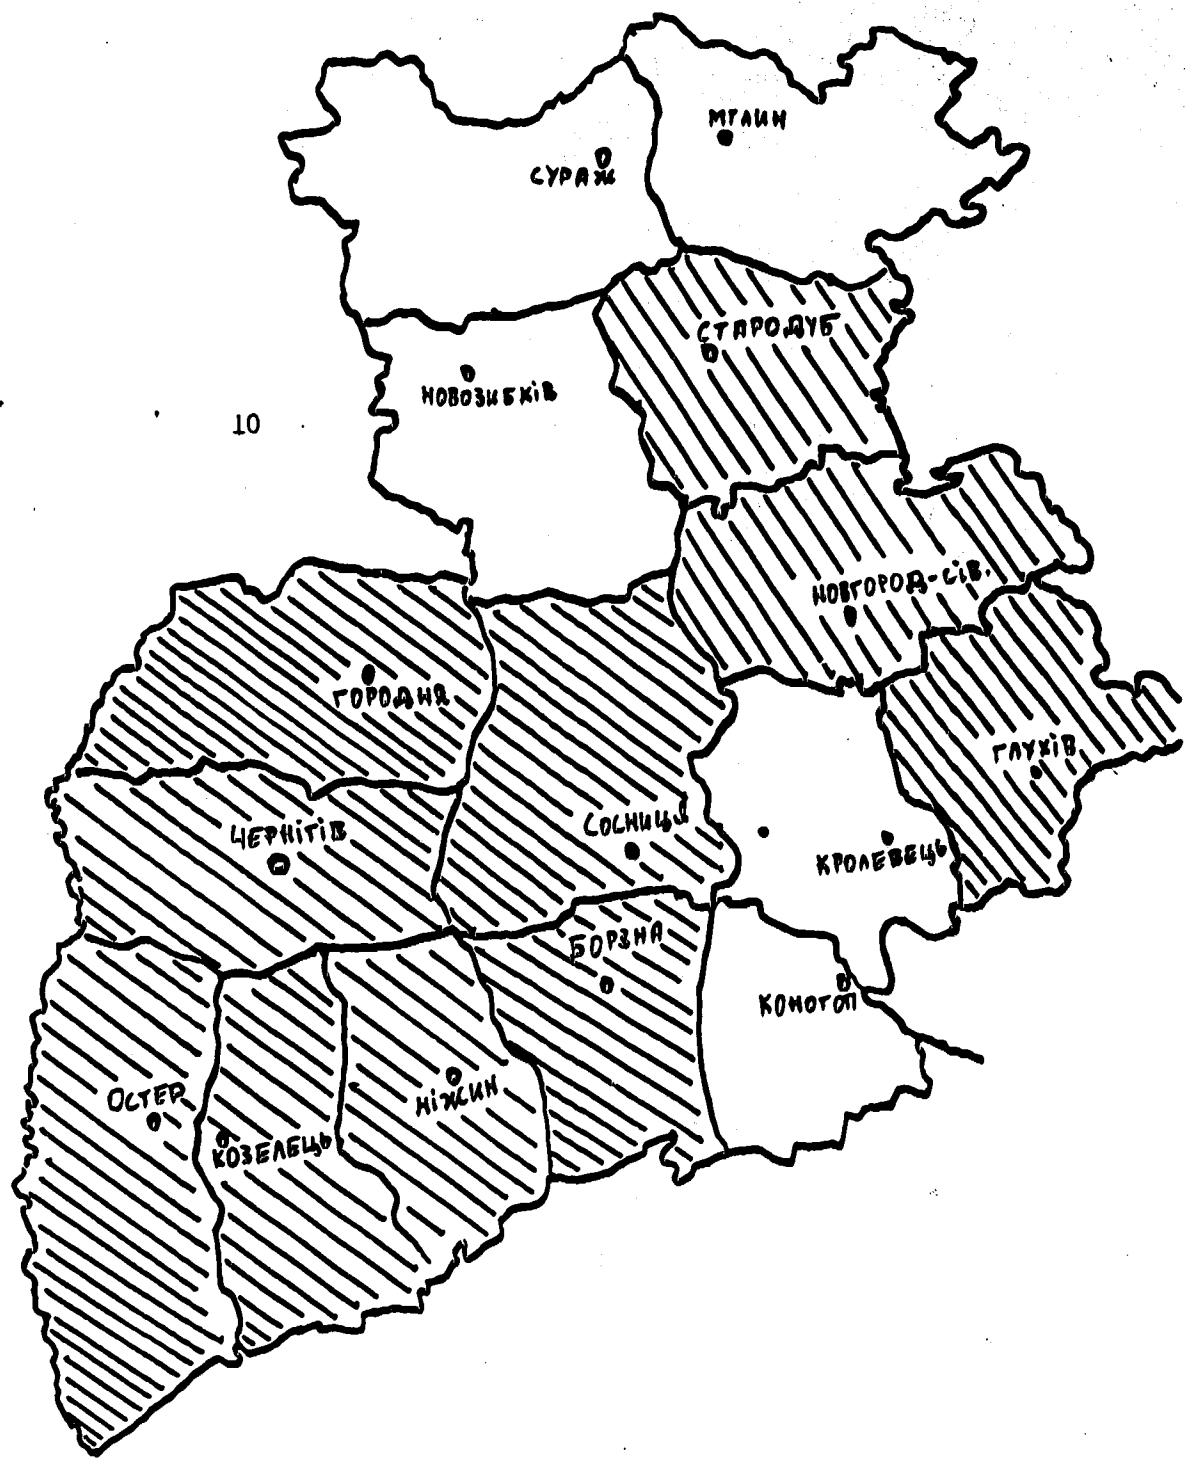 МГЛИН
СУРАЖ
СТАРОДУБ
НОВОЗИБКІВ
10
НОВГОРОД-СІВ.
ГОРОДНЯ
ГЛУХІВ
СОСНИЦЯ
ЧЕРНІГІВ
КРОЛЕВЕЦЬ
БОРЗНА
КОНОТОП
ОСТЕР
НІЖИН
КОЗЕЛЕЦЬ